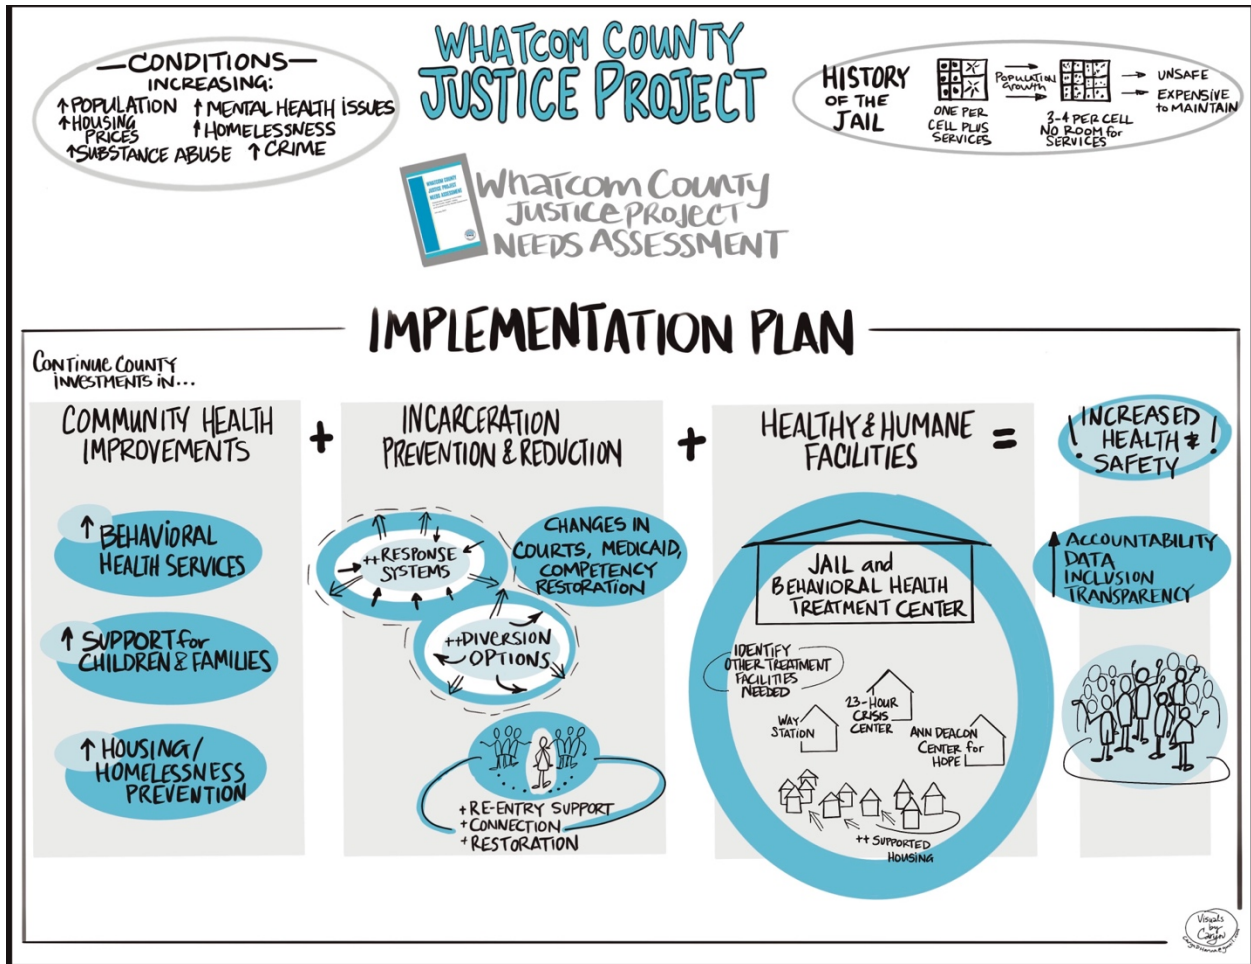 WHATCOM COUNTY
JUSTICE PROJECT
—CONDITIONS—
INCREASING:
↑POPULATION
↑HOUSING
PRICES
↑SUBSTANCE ABUSE
↑MENTAL HEALTH ISSUES
↑HOMELESSNESS
↑CRIME
HISTORY
OF THE
JAIL
ONE PER
CELL PLUS
SERVICES
POPULATION
GROWTH
3-4 PER CELL
NO ROOM for
SERVICES
→ UNSAFE
→ EXPENSIVE
to MAINTAIN
WHATCOM COUNTY
JUSTICE PROJECT
NEEDS ASSESSMENT
WHATCOM COUNTY
JUSTICE PROJECT
NEEDS ASSESSMENT
IMPLEMENTATION PLAN
CONTINUE COUNTY
INVESTMENTS IN...
COMMUNITY HEALTH
IMPROVEMENTS
↑ BEHAVIORAL
HEALTH SERVICES
↑ SUPPORT for
CHILDREN & FAMILIES
↑ HOUSING/
HOMELESSNESS
PREVENTION
+
INCARCERATION
PREVENTION & REDUCTION
++RESPONSE
SYSTEMS
CHANGES IN
COURTS, MEDICAID,
COMPETENCY
RESTORATION
++DIVERSION
OPTIONS
+RE-ENTRY SUPPORT
+CONNECTION
+RESTORATION
+
HEALTHY & HUMANE
FACILITIES
JAIL and
BEHAVIORAL HEALTH
TREATMENT CENTER
IDENTIFY
OTHER TREATMENT
FACILITIES
NEEDED
WAY
STATION
23-HOUR
CRISIS
CENTER
ANN DEACON
CENTER for
HOPE
++SUPPORTED
HOUSING
=
! INCREASED
HEALTH &
SAFETY !
↑ ACCOUNTABILITY
DATA
INCLUSION
TRANSPARENCY
Visuals
by
Caryn